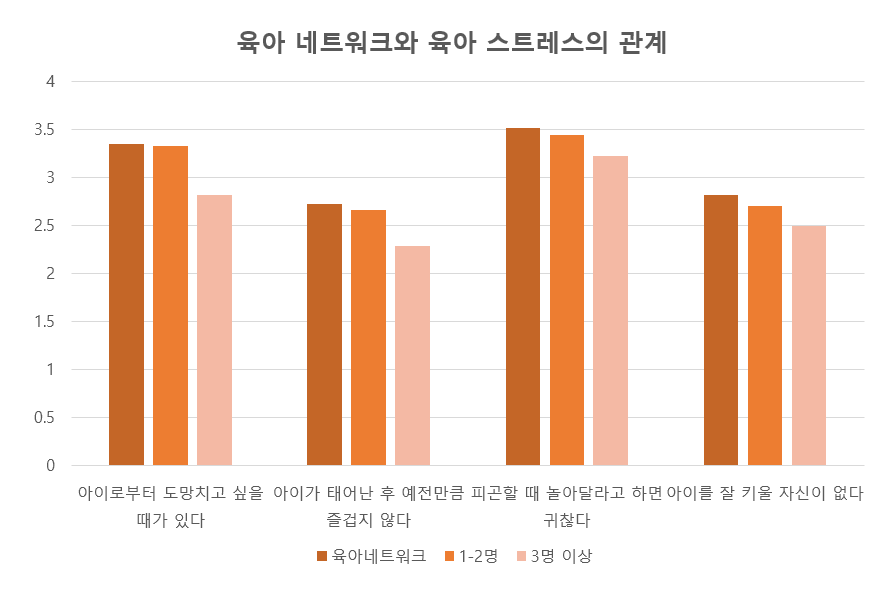 육아 네트워크와 육아 스트레스의 관계
4
3.5
3
2.5
2
1.5
1
0.5
0
아이로부터 도망치고 싶을
때가 있다
아이가 태어난 후 예전만큼
즐겁지 않다
피곤할 때 놀아달라고 하면
귀찮다
아이를 잘 키울 자신이 없다
육아네트워크
1-2명
3명 이상